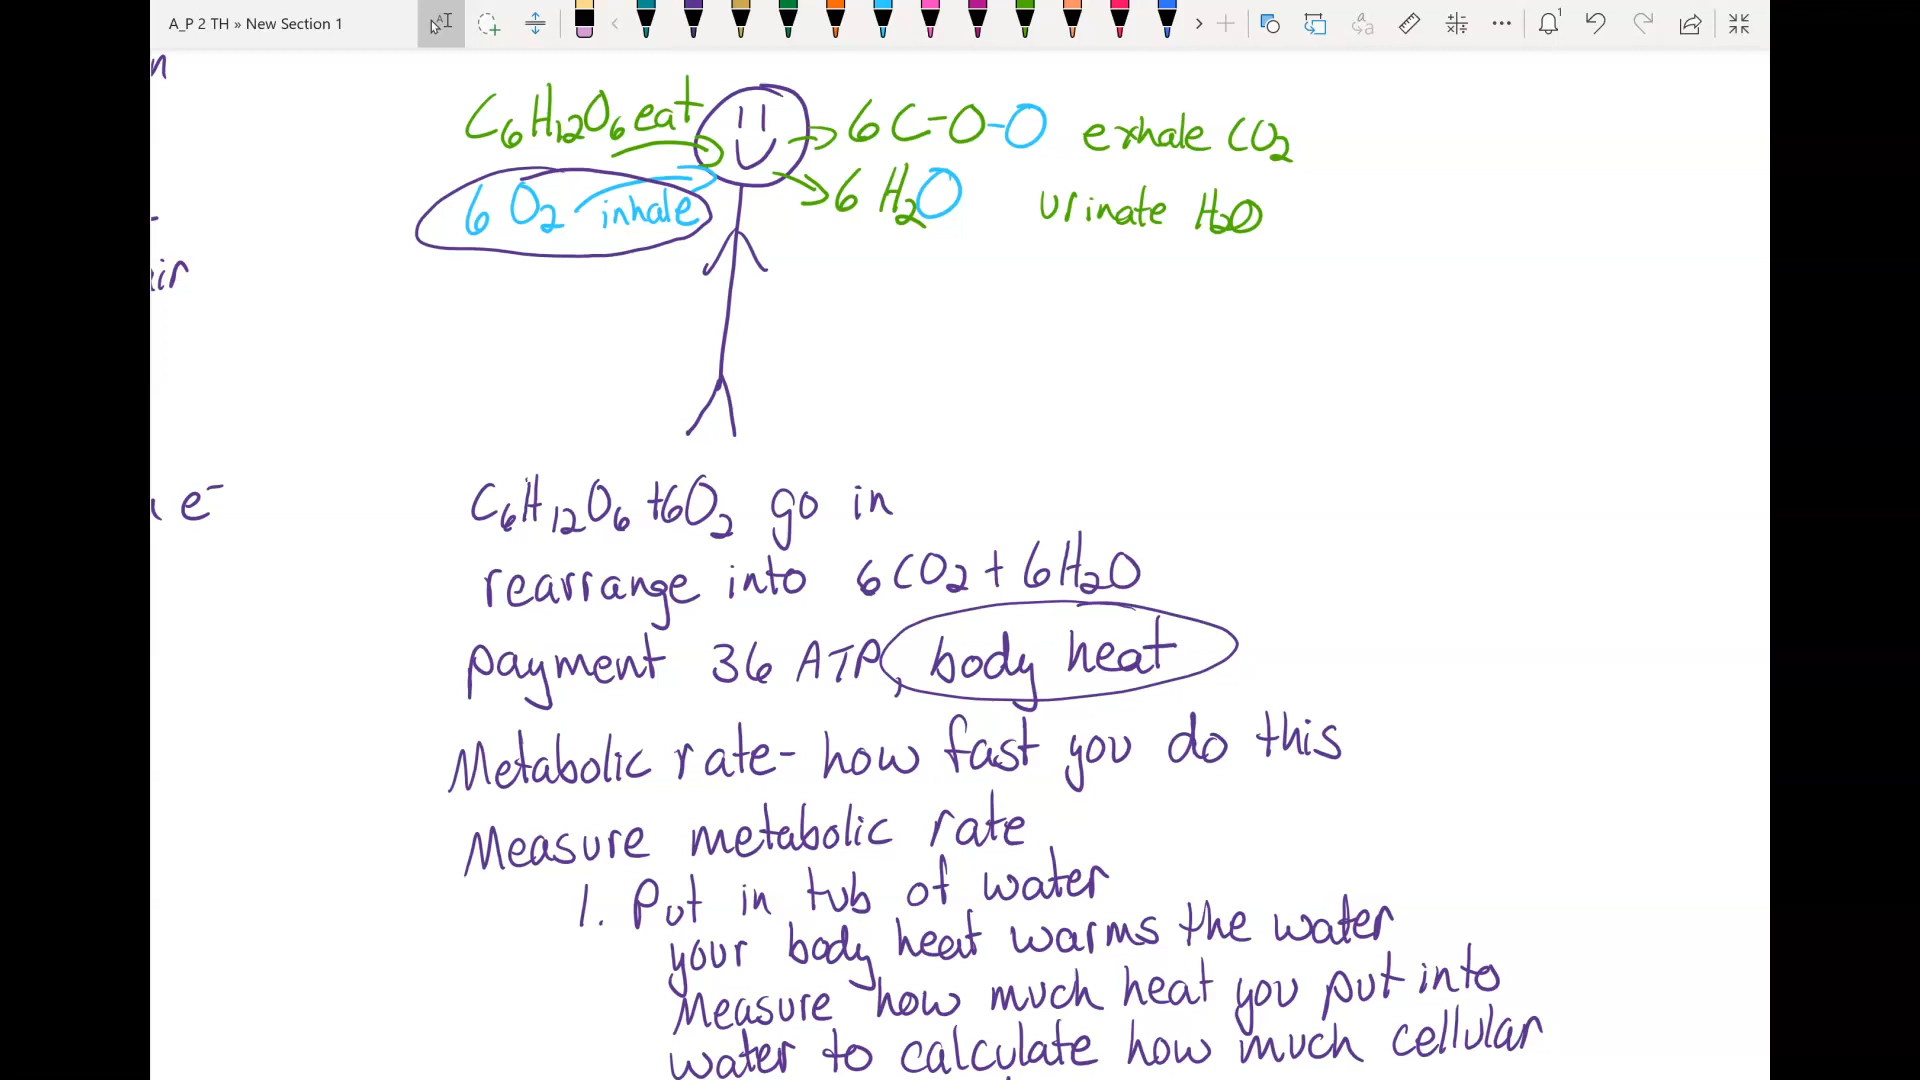 A_P 2 TH » New Section 1
n
C6H12O6 eat 6 C-O-O exhale CO2
6 O2 inhale 6 H2O urinate H2O
ir
e-
C6H12O6 +6O2 go in
rearrange into 6CO2 + 6H2O
payment 36 ATP, body heat
Metabolic rate- how fast you do this
Measure metabolic rate
1. Put in tub of water
your body heat warms the water
Measure how much heat you put into
water to calculate how much cellular